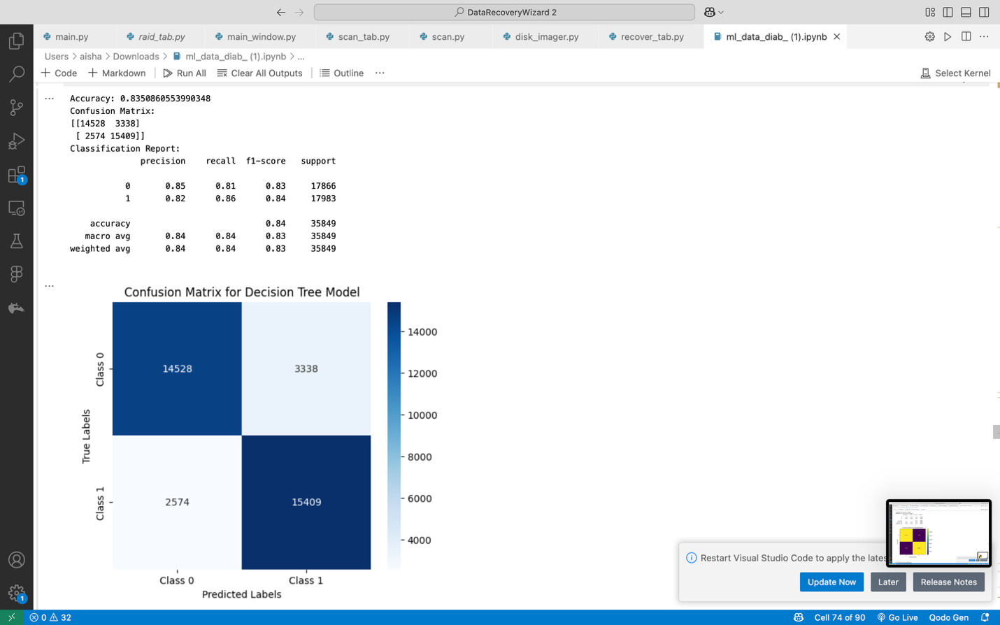 DataRecoveryWizard 2
main.py raid_tab.py main_window.py scan_tab.py scan.py disk_imager.py recover_tab.py ml_data_diab_ (1).ipynb
Users > aisha > Downloads > ml_data_diab_ (1).ipynb > ...
+ Code + Markdown Run All Clear All Outputs Outline ... Select Kernel
Accuracy: 0.8350860553990348
Confusion Matrix:
[[14528 3338]
[ 2574 15409]]
Classification Report:
precision recall f1-score support
0 0.85 0.81 0.83 17866
1 0.82 0.86 0.84 17983
accuracy 0.84 35849
macro avg 0.84 0.84 0.83 35849
weighted avg 0.84 0.84 0.83 35849
Confusion Matrix for Decision Tree Model
14528 3338
2574 15409
Class 0
Class 1
True Labels
Class 0 Class 1
Predicted Labels
14000
12000
10000
8000
6000
4000
1
1
Restart Visual Studio Code to apply the lates
Update Now Later Release Notes
0 32 Cell 74 of 90 Go Live Qodo Gen